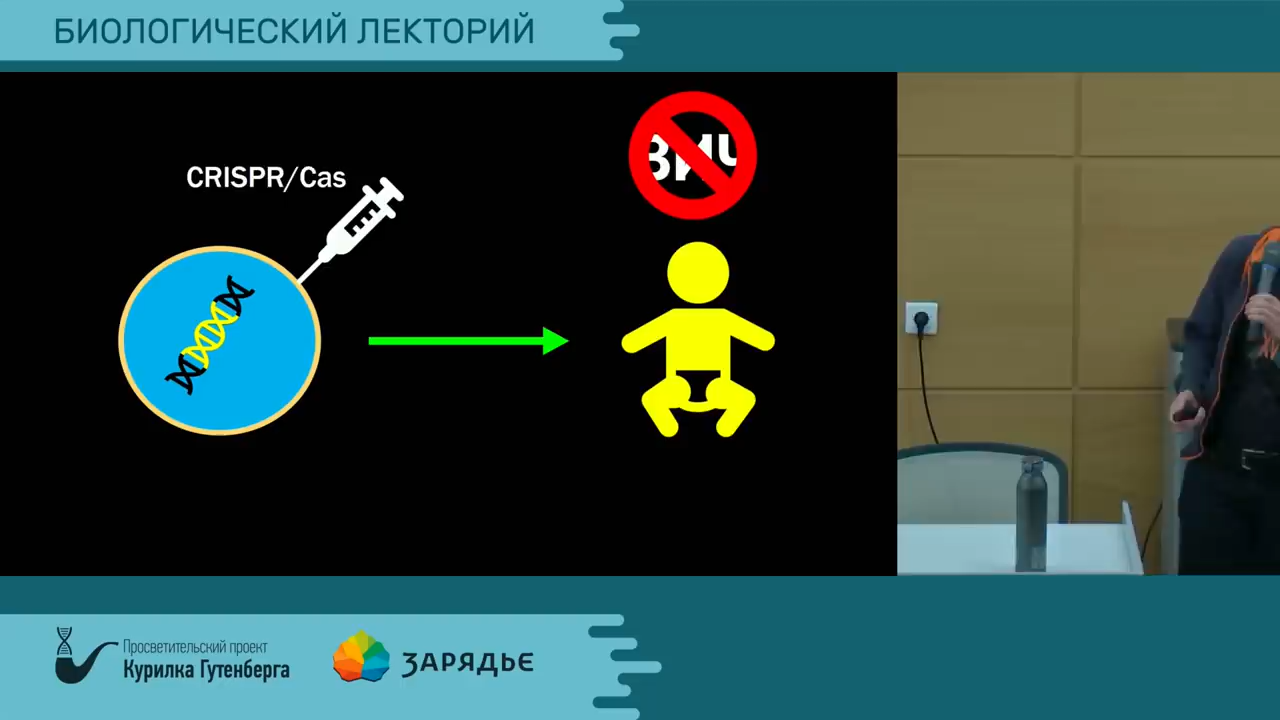 БИОЛОГИЧЕСКИЙ ЛЕКТОРИЙ
ВИЧ
CRISPR/Cas
Просветительский проект
Курилка Гутенберга
ЗАРЯДЬЕ